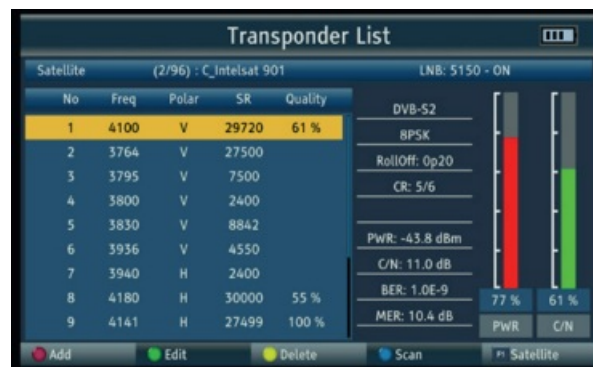 Transponder List
Satellite (2/96) : C_Intelsat 901 LNB: 5150 - ON
No Freq Polar SR Quality
1 4100 V 29720 61 %
2 3764 V 27500
3 3795 V 7500
4 3800 V 2400
5 3830 V 8842
6 3936 V 4550
7 3940 H 2400
8 4180 H 30000 55 %
9 4141 H 27499 100 %
DVB-S2
8PSK
RollOff: 0p20
CR: 5/6
PWR: -43.8 dBm
C/N: 11.0 dB
BER: 1.0E-9
MER: 10.4 dB
77 % 61 %
PWR C/N
Add Edit Delete Scan P1 Satellite